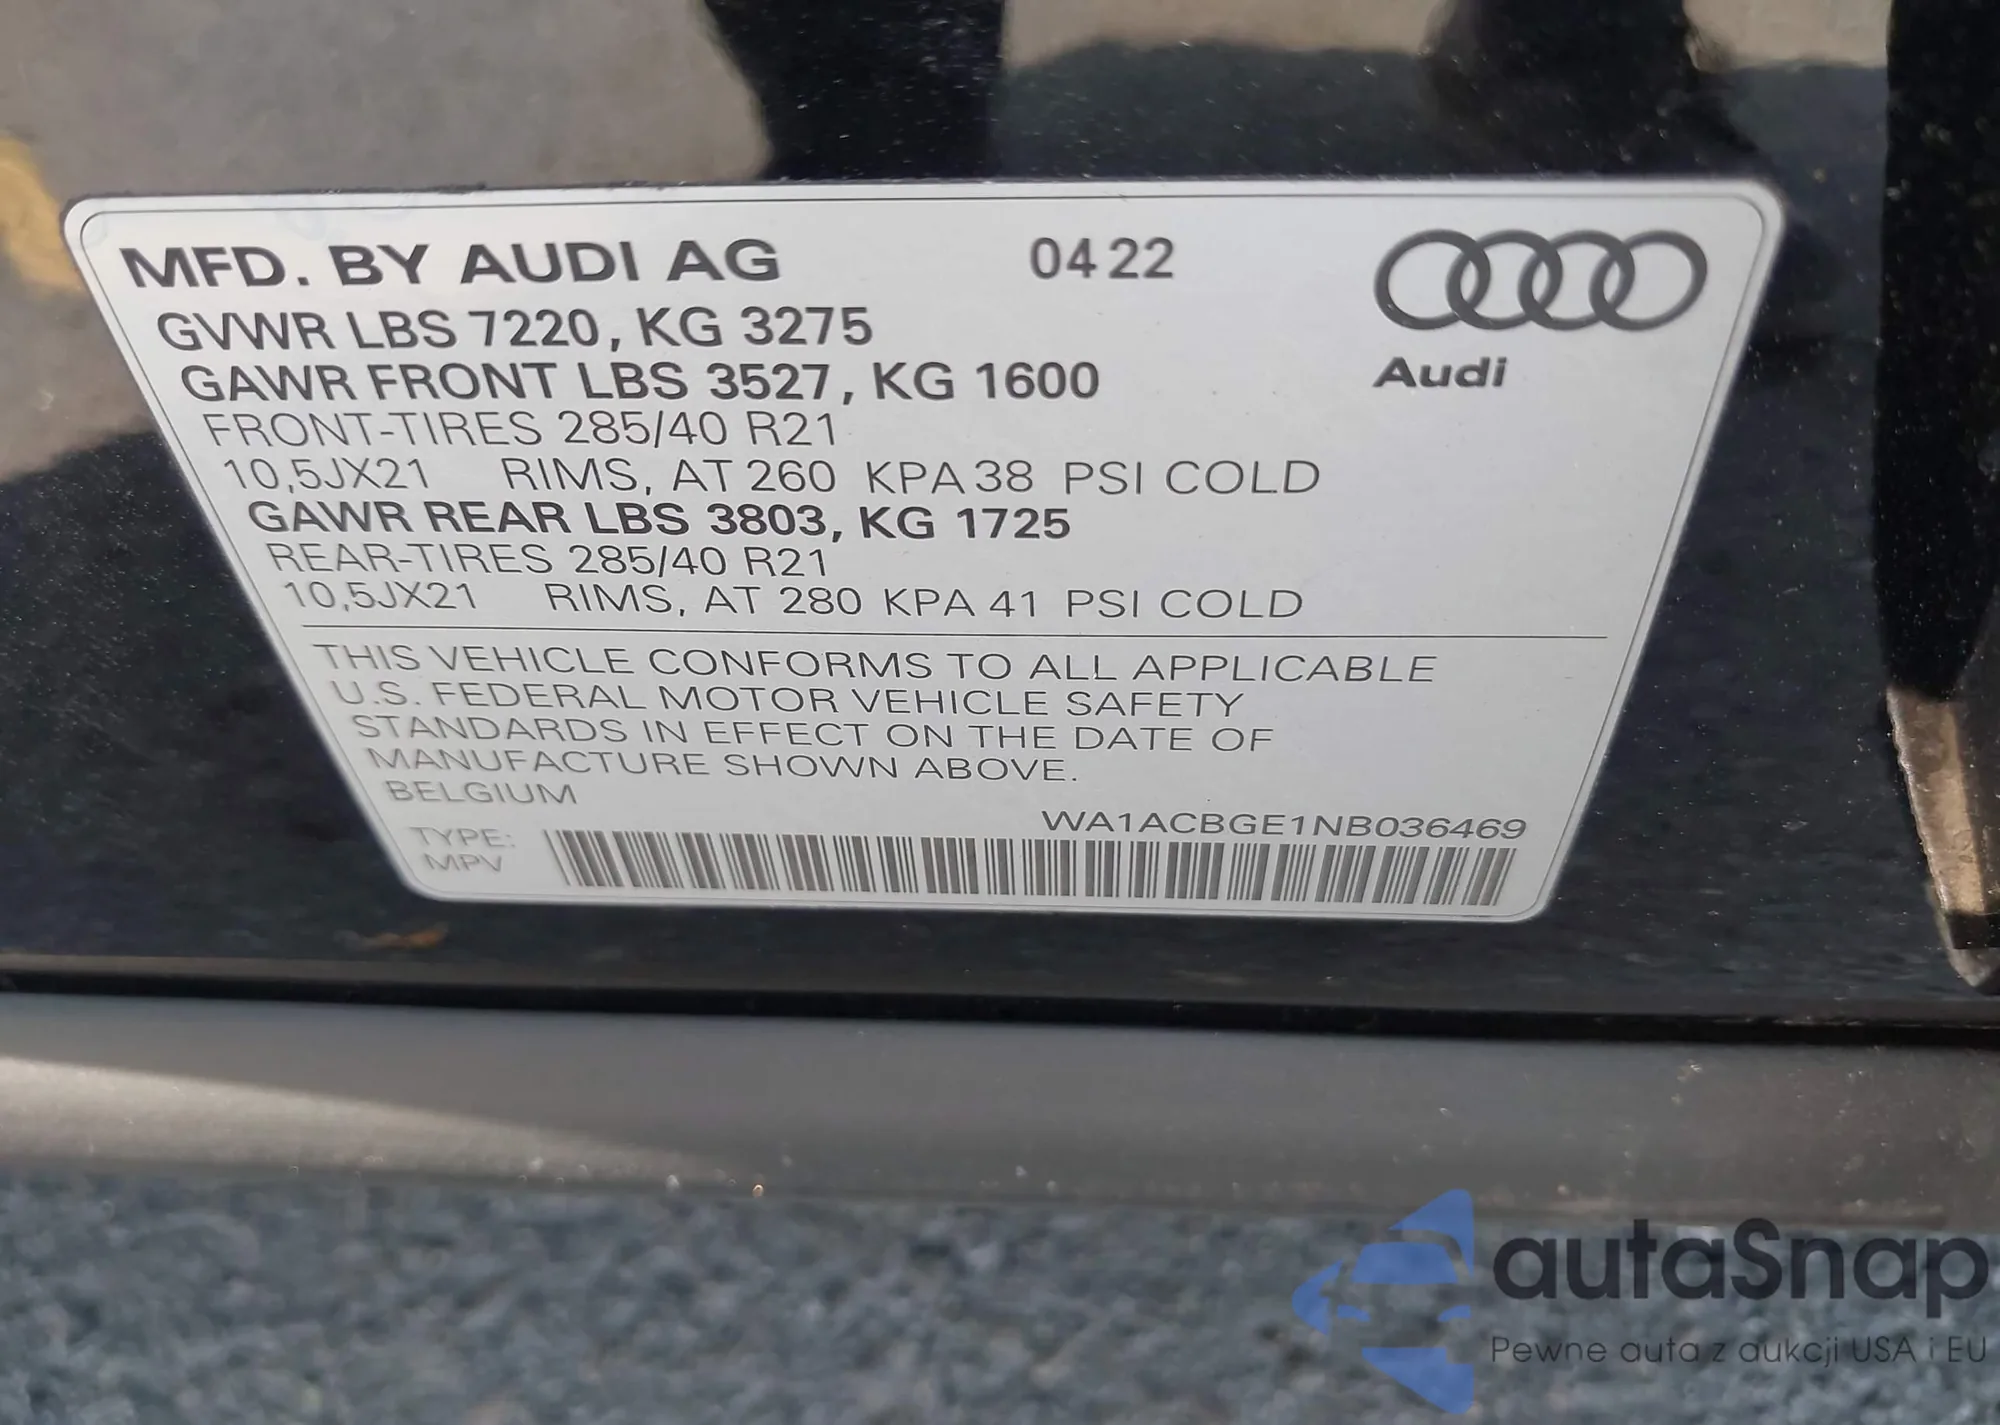 MFD. BY AUDI AG 04 22
GVWR LBS 7220, KG 3275
GAWR FRONT LBS 3527, KG 1600
Audi
FRONT-TIRES 285/40 R21
10,5JX21 RIMS, AT 260 KPA 38 PSI COLD
GAWR REAR LBS 3803, KG 1725
REAR-TIRES 285/40 R21
10,5JX21 RIMS, AT 280 KPA 41 PSI COLD
THIS VEHICLE CONFORMS TO ALL APPLICABLE
U.S. FEDERAL MOTOR VEHICLE SAFETY
STANDARDS IN EFFECT ON THE DATE OF
MANUFACTURE SHOWN ABOVE.
BELGIUM
WA1ACBGE1NB036469
TYPE:
MPV
autaSnap
Pewne auta z aukcji USA i EU